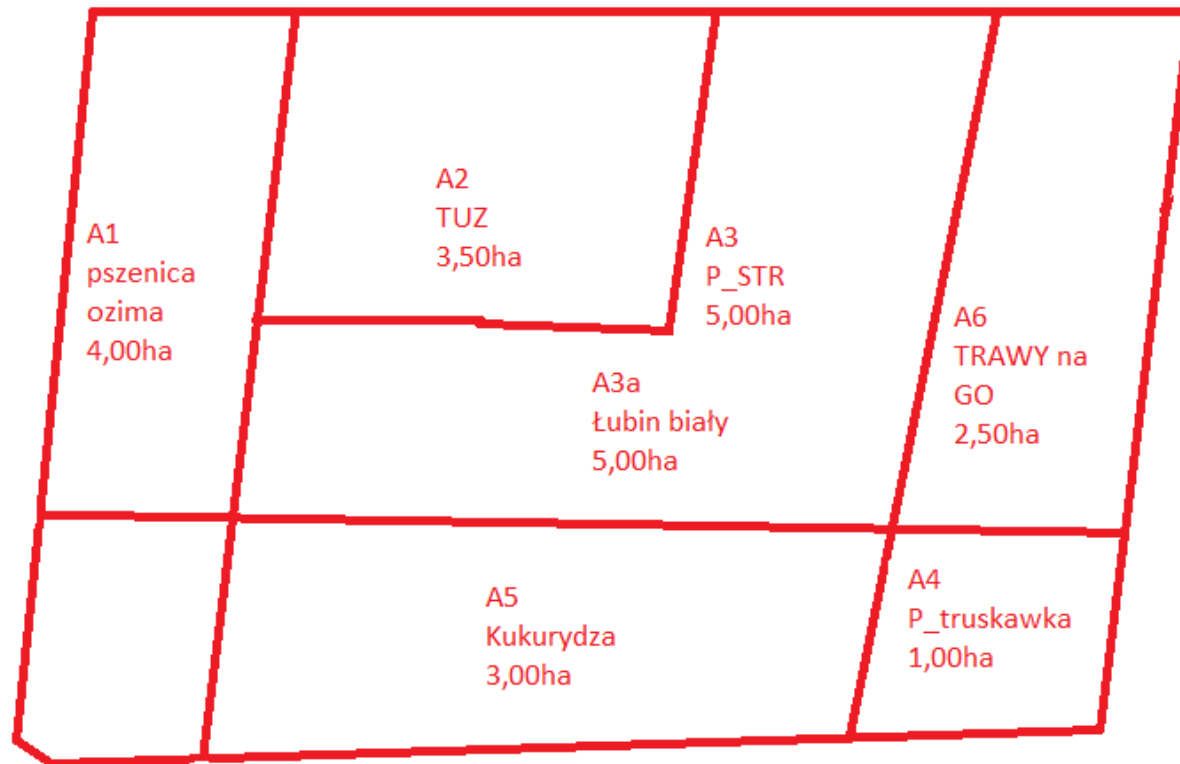 A1
pszenica
ozima
4,00ha
A2
TUZ
3,50ha
A3
P_STR
5,00ha
A3a
Łubin biały
5,00ha
A6
TRAWY na
GO
2,50ha
A5
Kukurydza
3,00ha
A4
P_truskawka
1,00ha